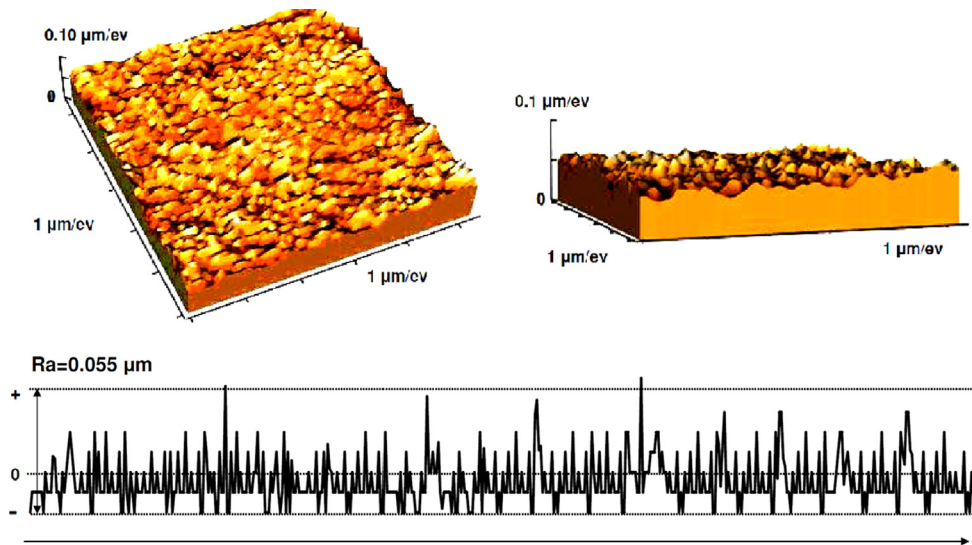 0.10 µm/ev
0
1 µm/ev
1 µm/ev
0.1 µm/ev
0
1 µm/ev
1 µm/ev
Ra=0.055 µm
+
0
-